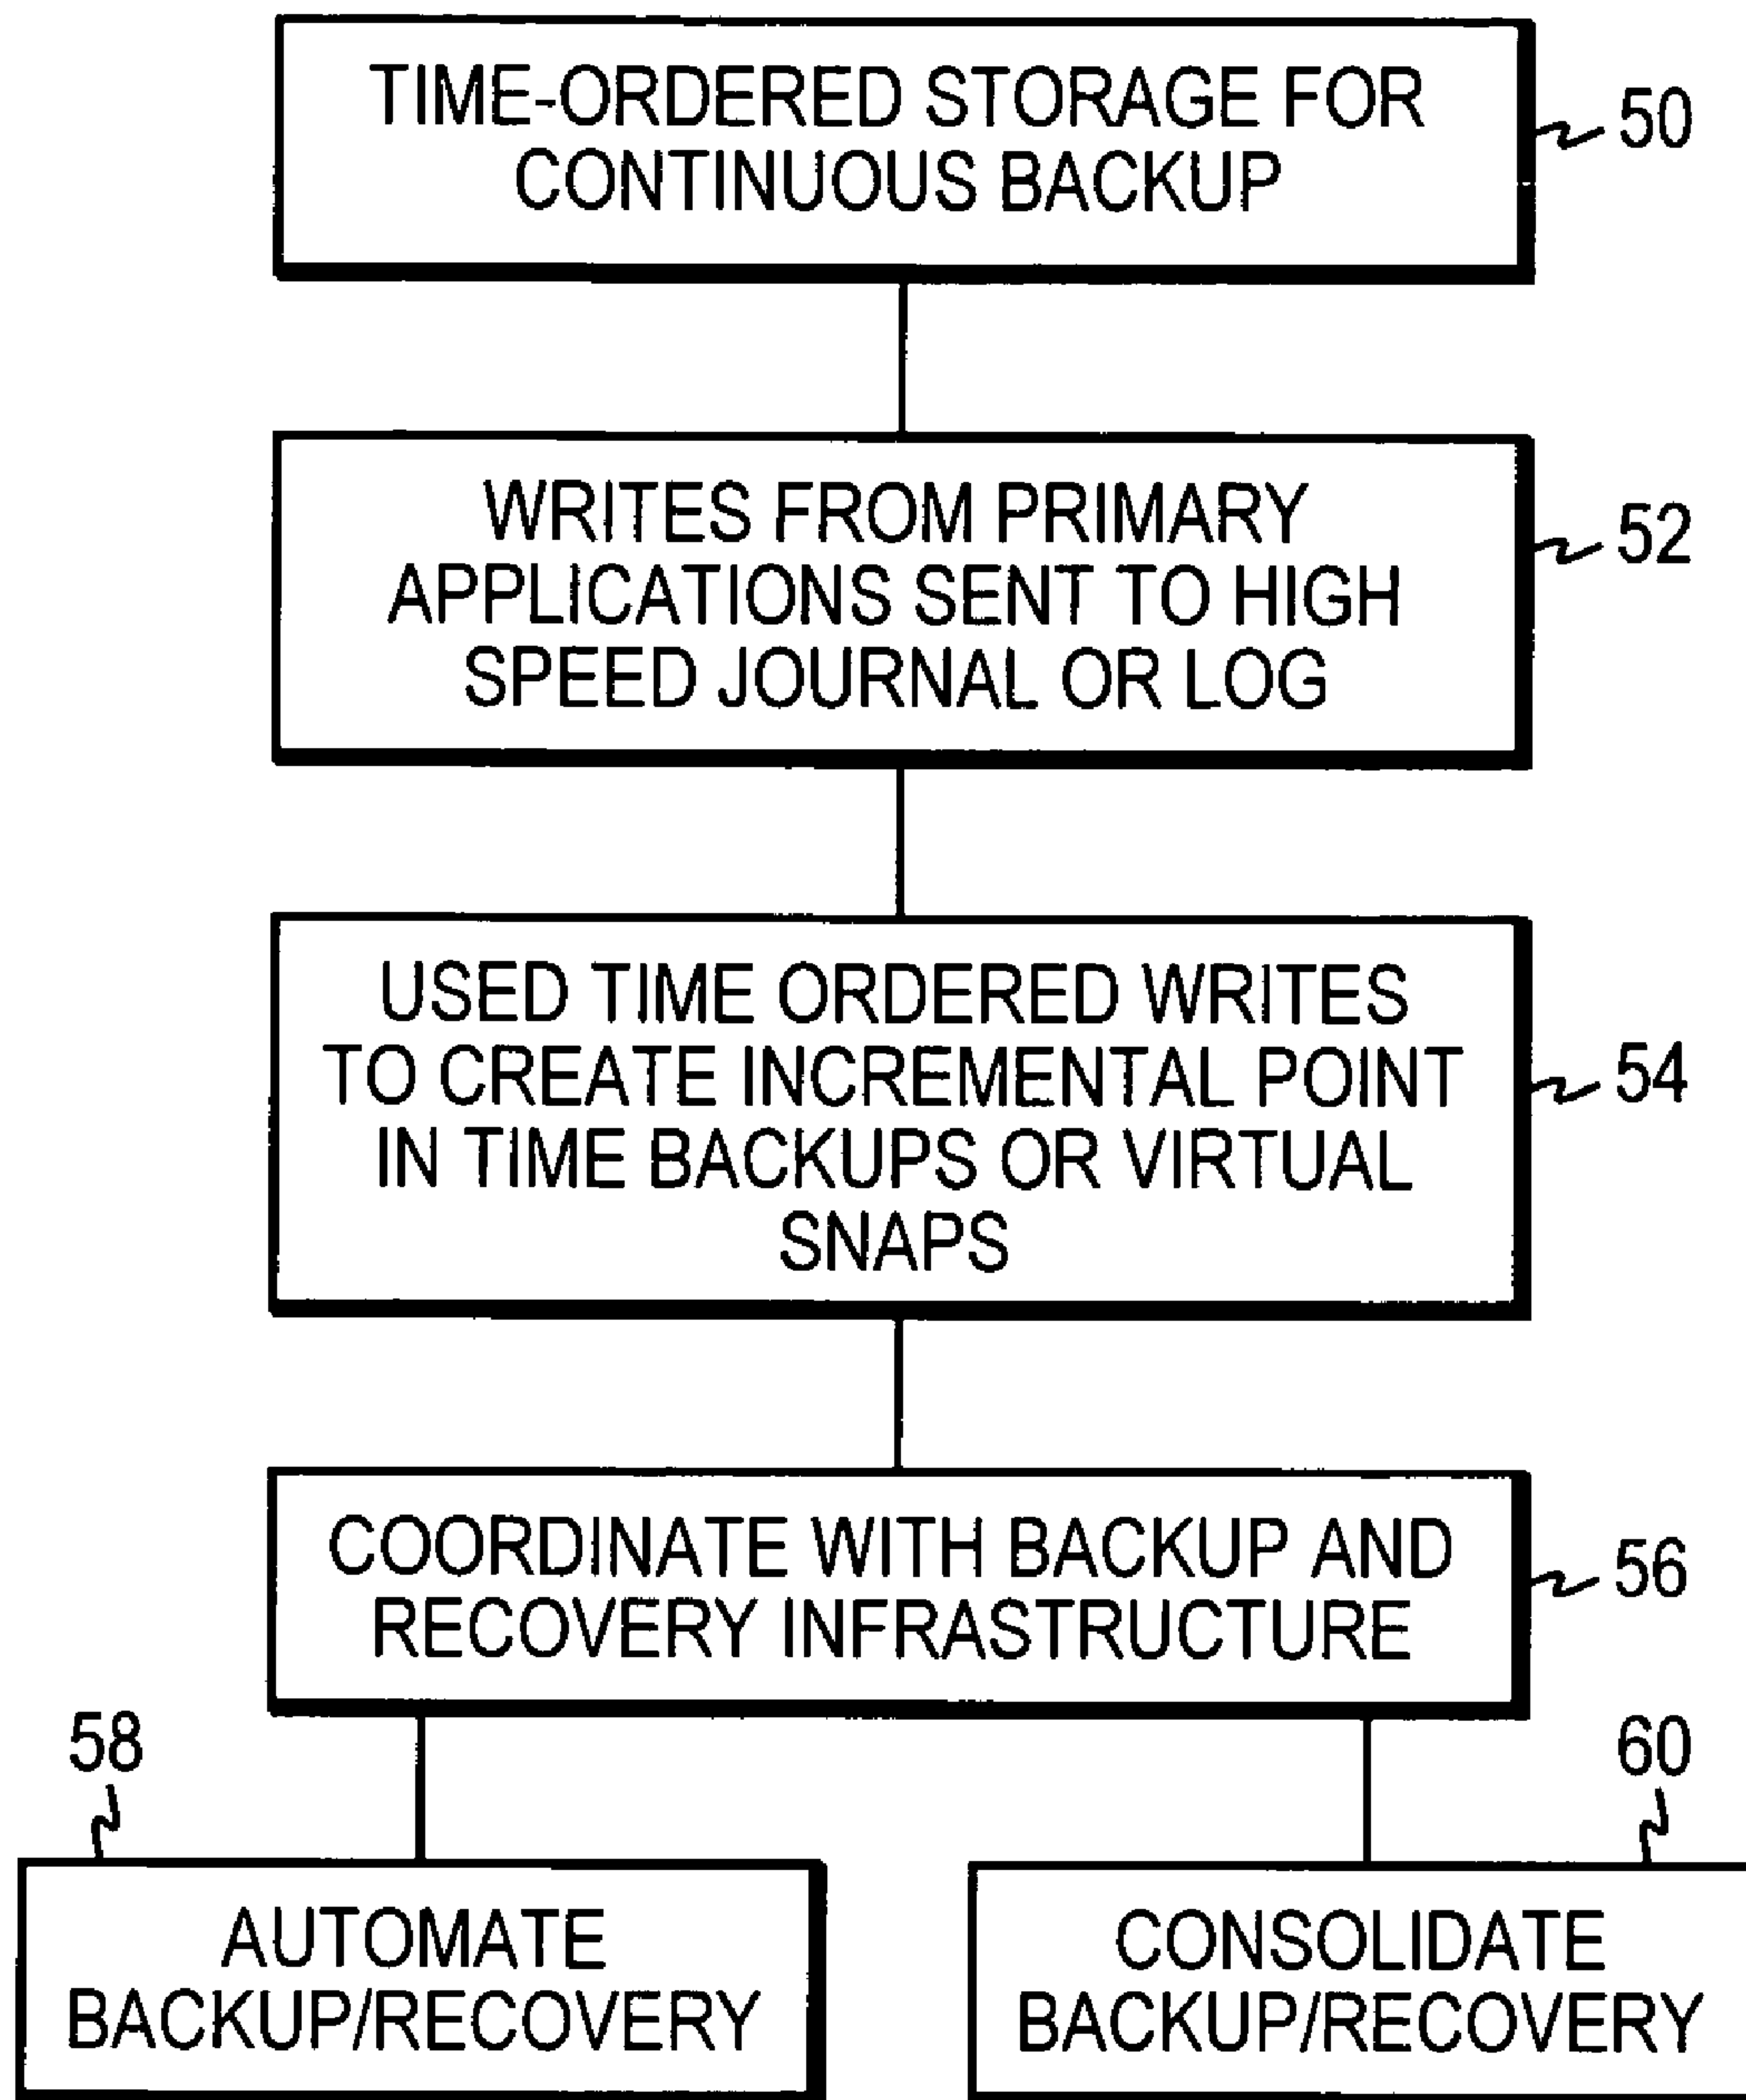 TIME-ORDERED STORAGE FOR
CONTINUOUS BACKUP
50
WRITES FROM PRIMARY
APPLICATIONS SENT TO HIGH
SPEED JOURNAL OR LOG
52
USED TIME ORDERED WRITES
TO CREATE INCREMENTAL POINT
IN TIME BACKUPS OR VIRTUAL
SNAPS
54
COORDINATE WITH BACKUP AND
RECOVERY INFRASTRUCTURE
56
58
AUTOMATE
BACKUP/RECOVERY
60
CONSOLIDATE
BACKUP/RECOVERY